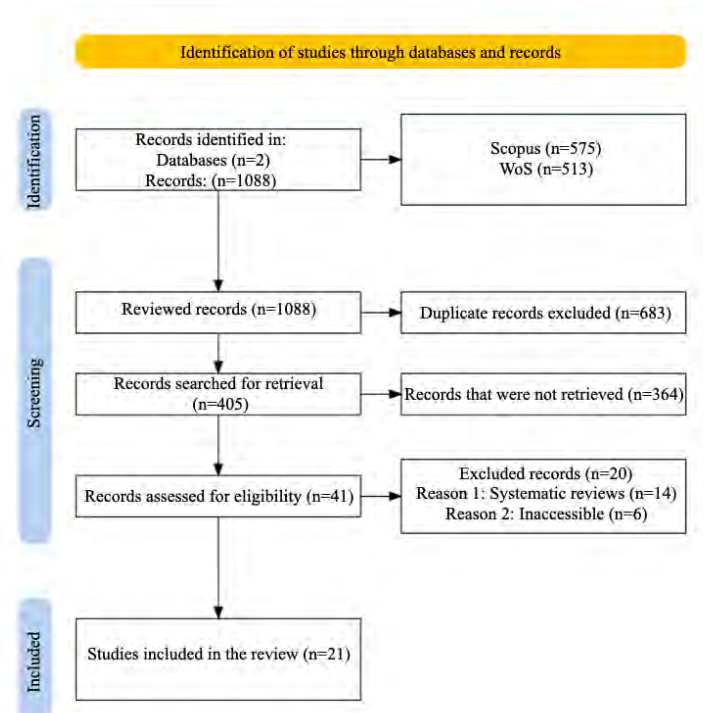 Identification of studies through databases and records
Identification
Records identified in:
Databases (n=2)
Records: (n=1088)
Scopus (n=575)
WoS (n=513)
Screening
Reviewed records (n=1088)
Duplicate records excluded (n=683)
Records searched for retrieval
(n=405)
Records that were not retrieved (n=364)
Records assessed for eligibility (n=41)
Excluded records (n=20)
Reason 1: Systematic reviews (n=14)
Reason 2: Inaccessible (n=6)
Included
Studies included in the review (n=21)